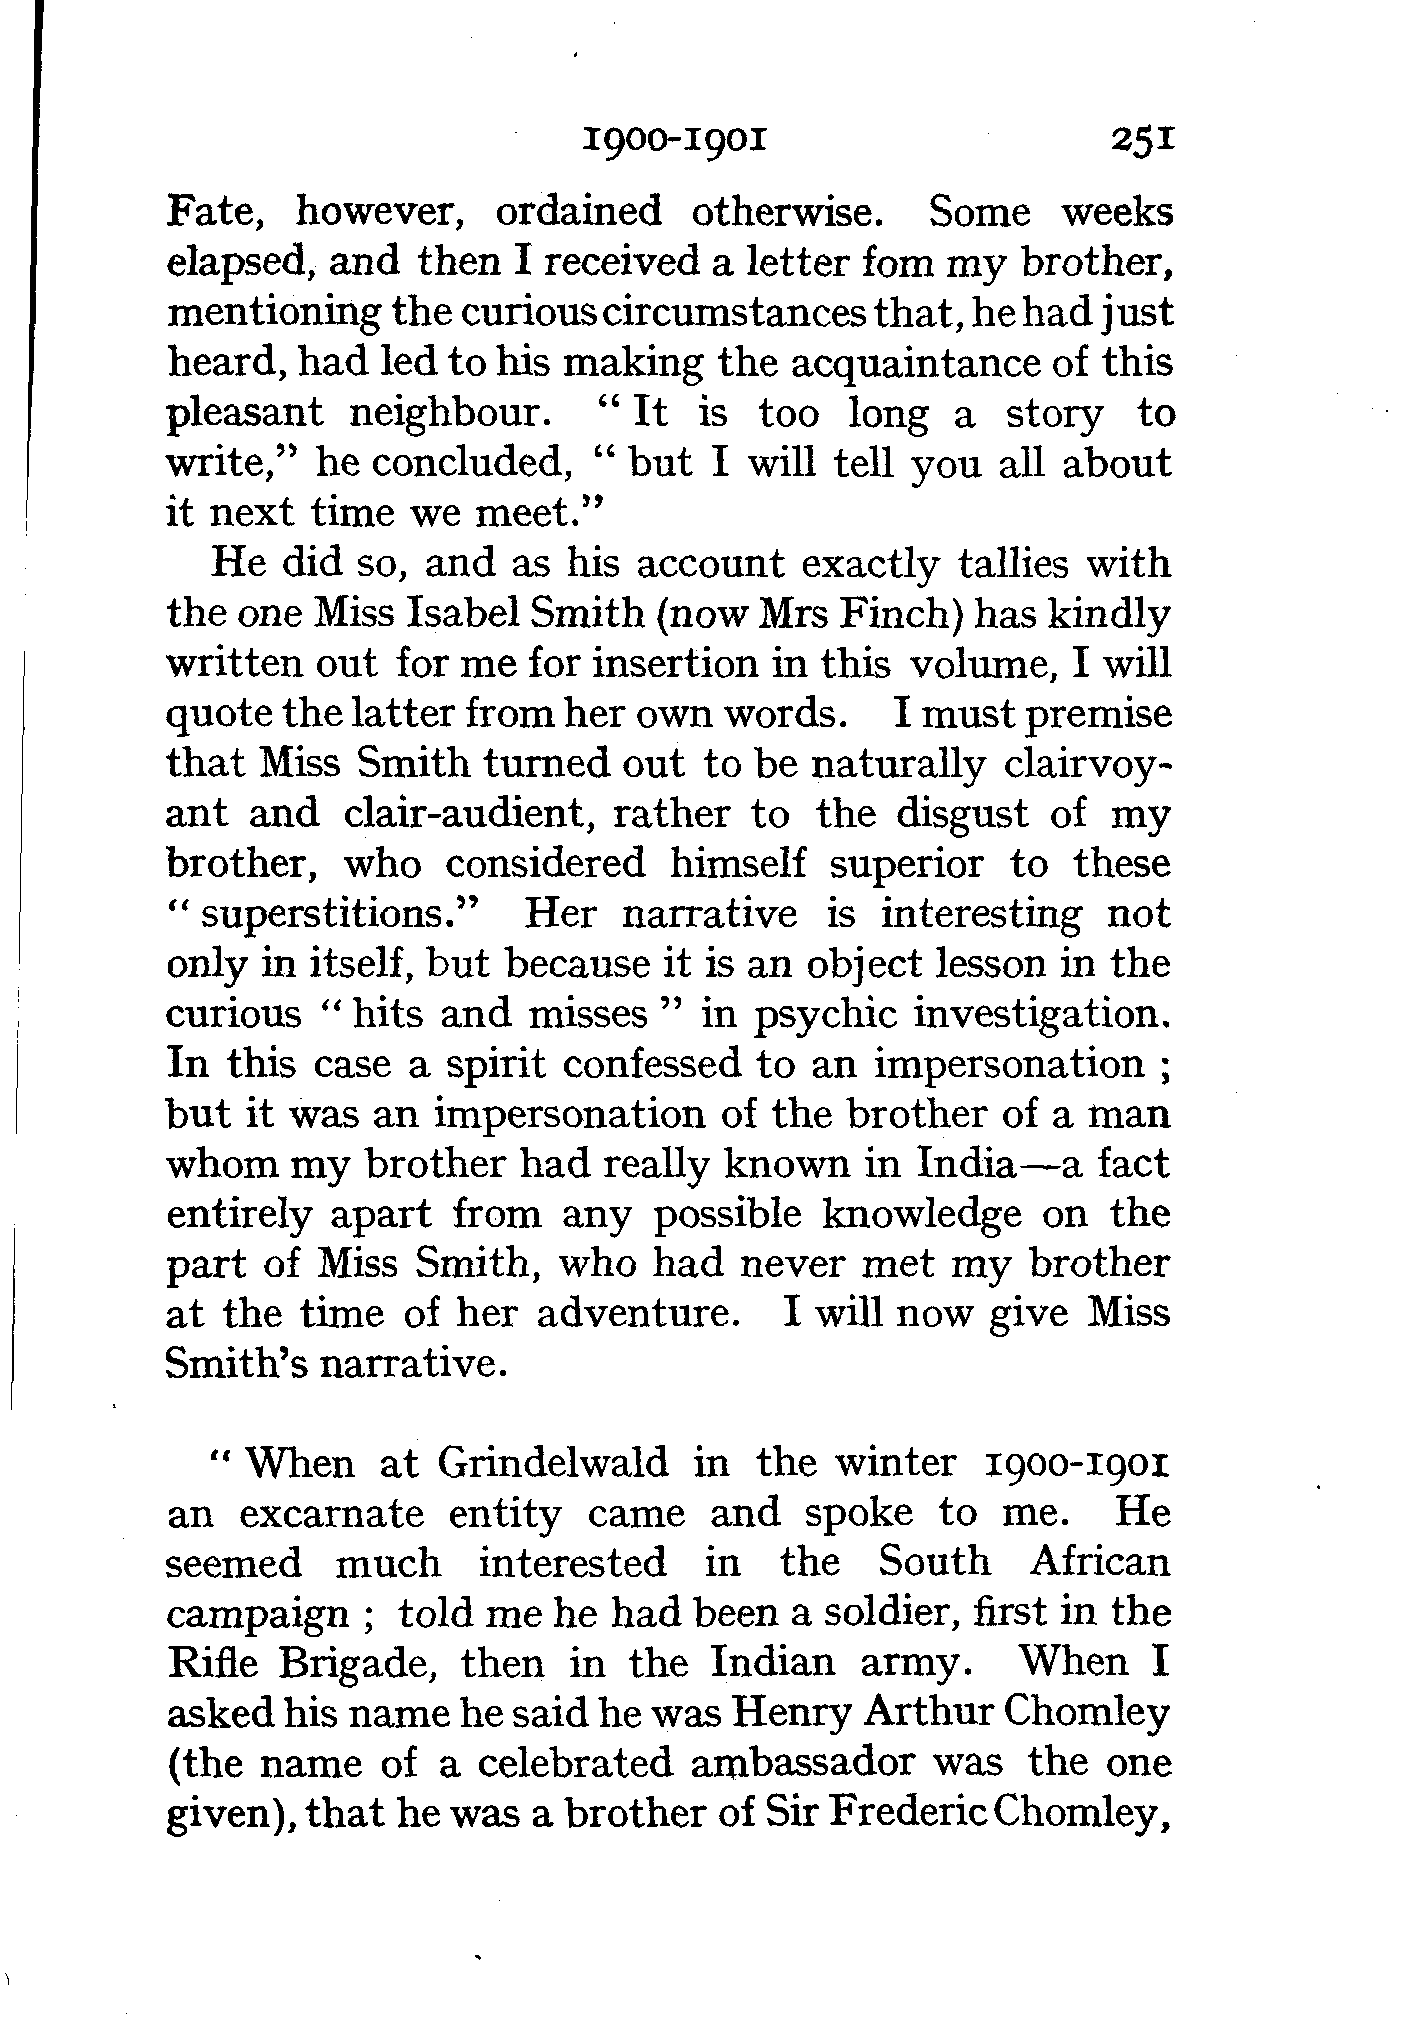 1900-1901 251
Fate, however, ordained otherwise. Some weeks
elapsed, and then I received a letter fom my brother,
mentioning the curious circumstances that, he had just
heard, had led to his making the acquaintance of this
pleasant neighbour. “ It is too long a story to
write,” he concluded, “ but I will tell you all about
it next time we meet.”
He did so, and as his account exactly tallies with
the one Miss Isabel Smith (now Mrs Finch) has kindly
written out for me for insertion in this volume, I will
quote the latter from her own words. I must premise
that Miss Smith turned out to be naturally clairvoy-
ant and clair-audient, rather to the disgust of my
brother, who considered himself superior to these
“ superstitions.” Her narrative is interesting not
only in itself, but because it is an object lesson in the
curious “ hits and misses ” in psychic investigation.
In this case a spirit confessed to an impersonation ;
but it was an impersonation of the brother of a man
whom my brother had really known in India—a fact
entirely apart from any possible knowledge on the
part of Miss Smith, who had never met my brother
at the time of her adventure. I will now give Miss
Smith’s narrative.
“ When at Grindelwald in the winter 1900-1901
an excarnate entity came and spoke to me. He
seemed much interested in the South African
campaign ; told me he had been a soldier, first in the
Rifle Brigade, then in the Indian army. When I
asked his name he said he was Henry Arthur Chomley
(the name of a celebrated ambassador was the one
given), that he was a brother of Sir Frederic Chomley,